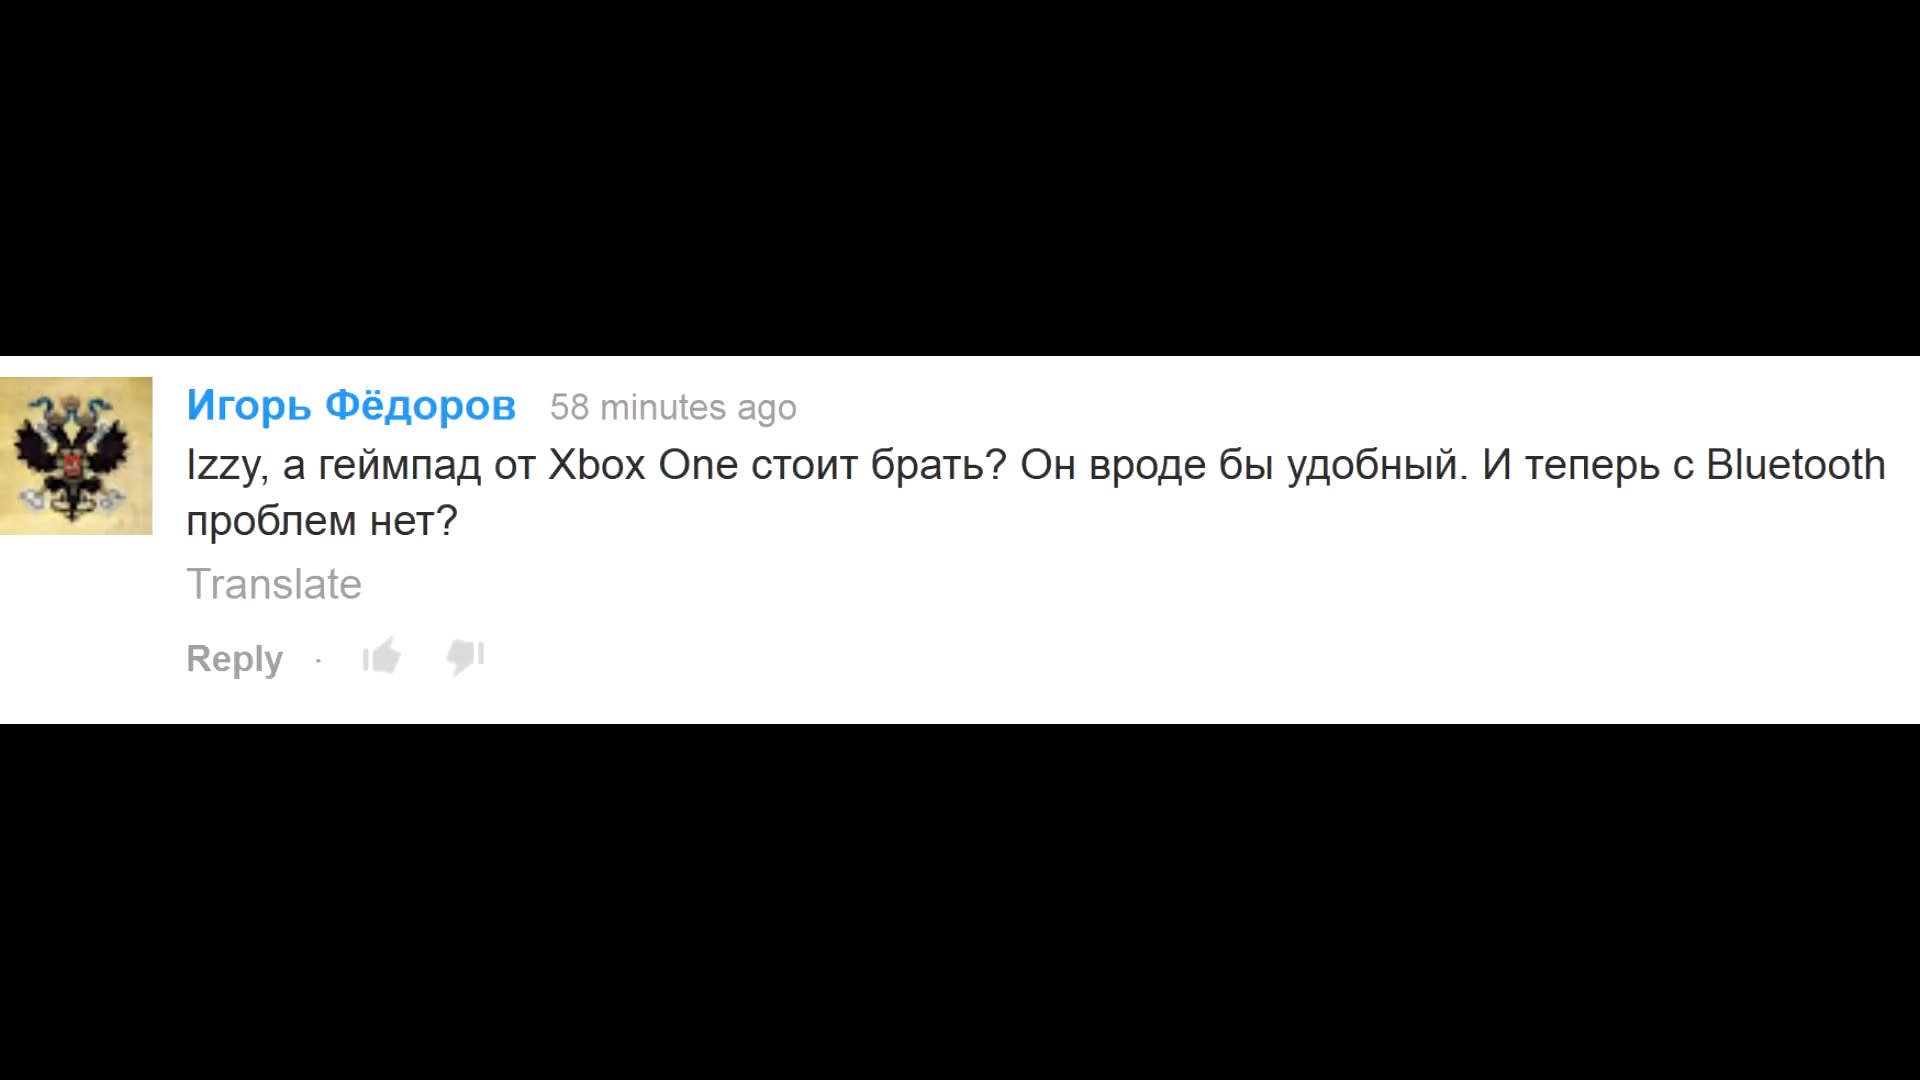 Игорь Фёдоров 58 minutes ago
Izzy, а геймпад от Xbox One стоит брать? Он вроде бы удобный. И теперь с Bluetooth
проблем нет?
Translate
Reply ·